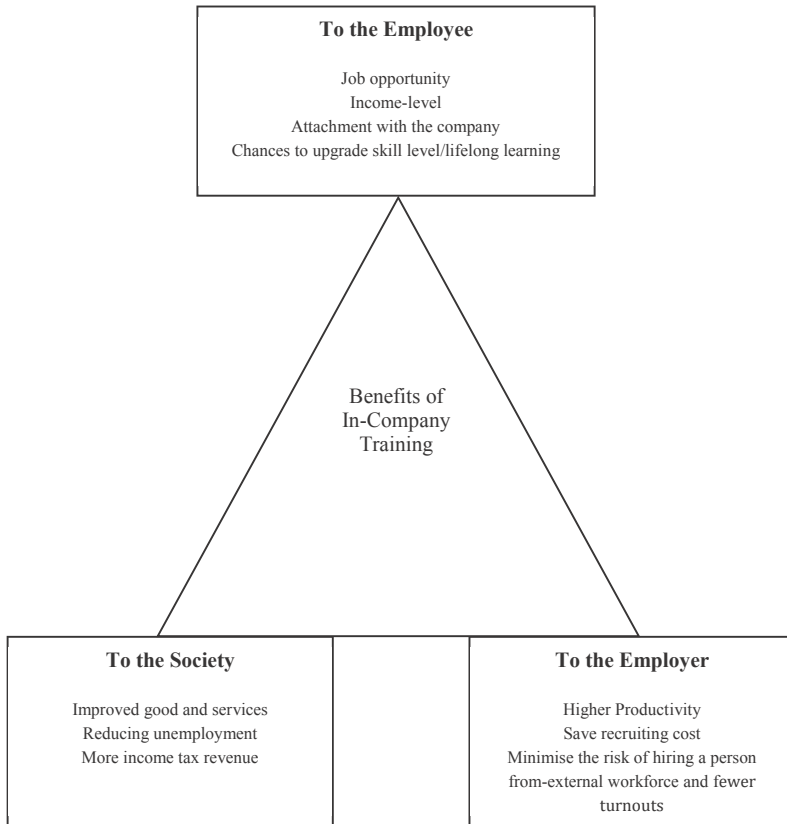 To the Employee
Job opportunity
Income-level
Attachment with the company
Chances to upgrade skill level/lifelong learning
Benefits of
In-Company
Training
To the Society
Improved good and services
Reducing unemployment
More income tax revenue
To the Employer
Higher Productivity
Save recruiting cost
Minimise the risk of hiring a person
from-external workforce and fewer
turnouts